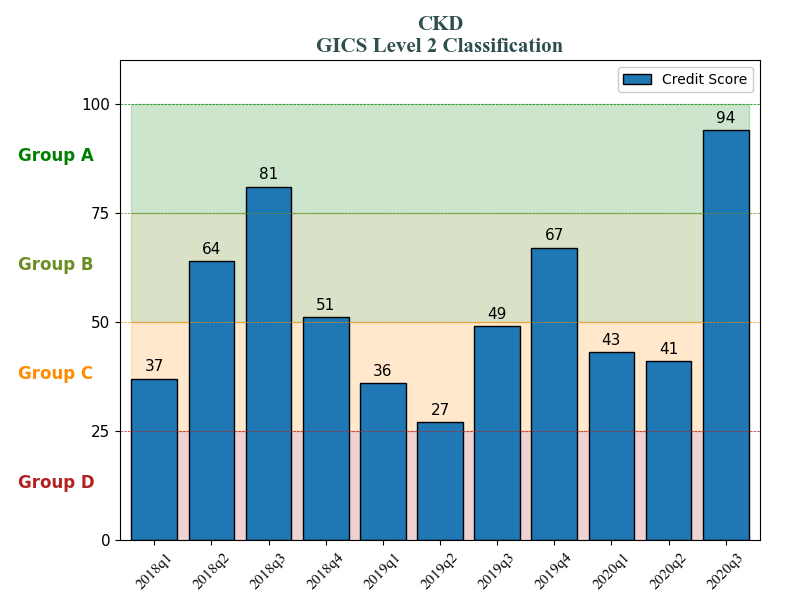 CKD
GICS Level 2 Classification
Credit Score
100
94
Group A
81
75
67
64
Group B
51
50
49
43
41
37
36
Group C
27
25
Group D
0
2018q1 2018q2 2018q3 2018q4 2019q1 2019q2 2019q3 2019q4 2020q1 2020q2 2020q3